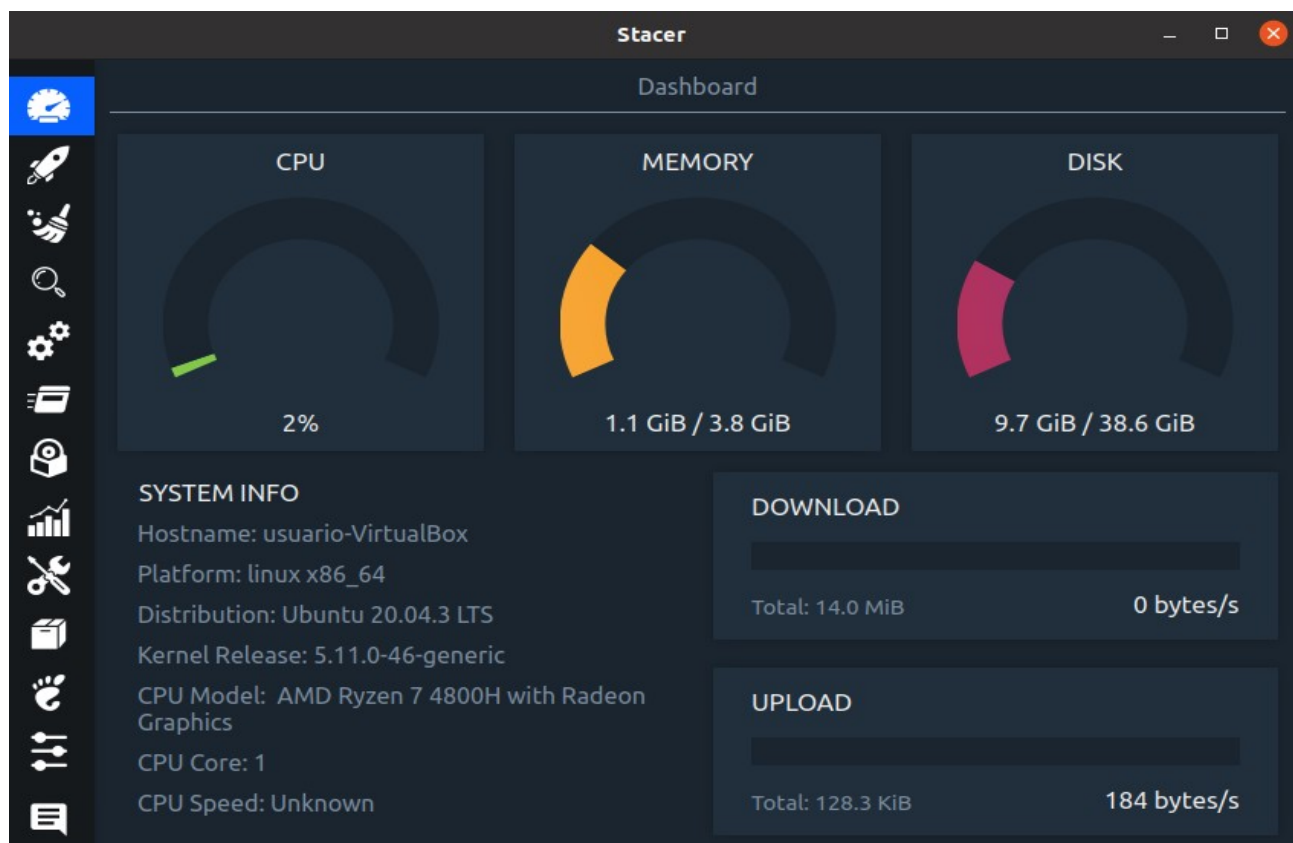 Stacer
Dashboard
CPU
2%
MEMORY
1.1 GiB / 3.8 GiB
DISK
9.7 GiB / 38.6 GiB
SYSTEM INFO
Hostname: usuario-VirtualBox
Platform: linux x86_64
Distribution: Ubuntu 20.04.3 LTS
Kernel Release: 5.11.0-46-generic
CPU Model:  AMD Ryzen 7 4800H with Radeon
Graphics
CPU Core: 1
CPU Speed: Unknown
DOWNLOAD
Total: 14.0 MiB
0 bytes/s
UPLOAD
Total: 128.3 KiB
184 bytes/s